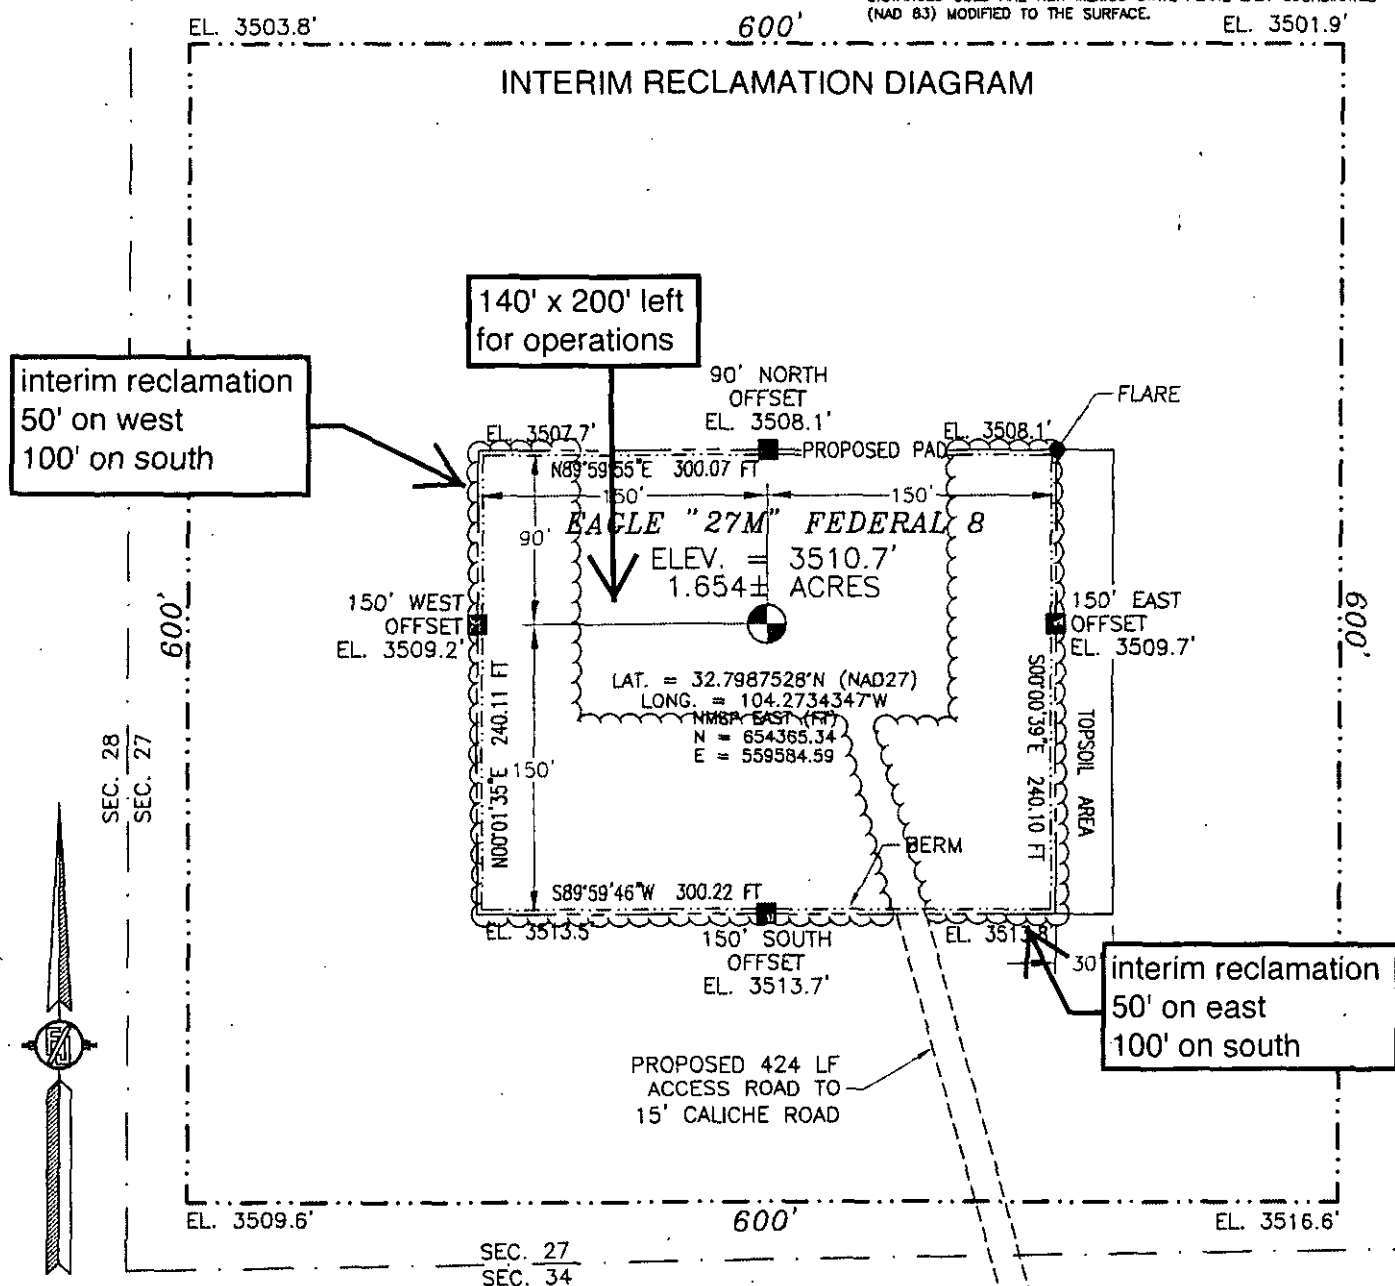 (NAD 83) MODIFIED TO THE SURFACE.
EL. 3503.8'
600'
EL. 3501.9'
INTERIM RECLAMATION DIAGRAM
140' x 200' left
for operations
interim reclamation
50' on west
100' on south
90' NORTH
OFFSET
EL. 3508.1'
FLARE
EL. 3507.7'
PROPOSED PAD
EL. 3508.1'
N89°59'55"E 300.07 FT
150'
150'
90'
EAGLE "27M" FEDERAL 8
ELEV. = 3510.7'
1.654± ACRES
150' WEST
OFFSET
EL. 3509.2'
150' EAST
OFFSET
EL. 3509.7'
600'
600'
LAT. = 32.7987528°N (NAD27)
LONG. = 104.2734347°W
NMSP EAST (FT)
N = 654365.34
E = 559584.59
N00°01'35"E 240.11 FT
150'
S00°00'39"E 240.10 FT
TOPSOIL AREA
SEC. 28
SEC. 27
BERM
S89°59'46"W 300.22 FT
EL. 3513.5'
150' SOUTH
OFFSET
EL. 3513.7'
EL. 3513.8'
30'
interim reclamation
50' on east
100' on south
PROPOSED 424 LF
ACCESS ROAD TO
15' CALICHE ROAD
EL. 3509.6'
600'
EL. 3516.6'
SEC. 27
SEC. 34